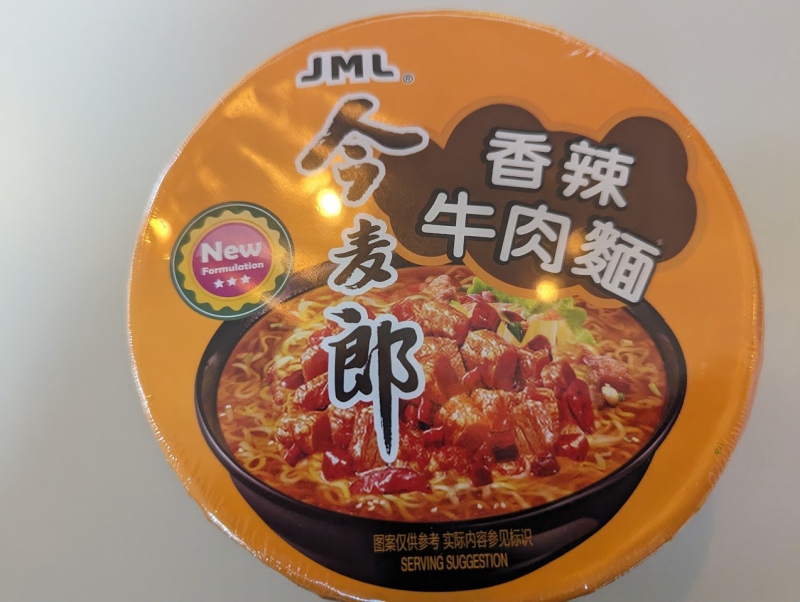 JML®
今麦郎
香辣
牛肉麵
New
Formulation
图案仅供参考 实际内容参见标识
SERVING SUGGESTION